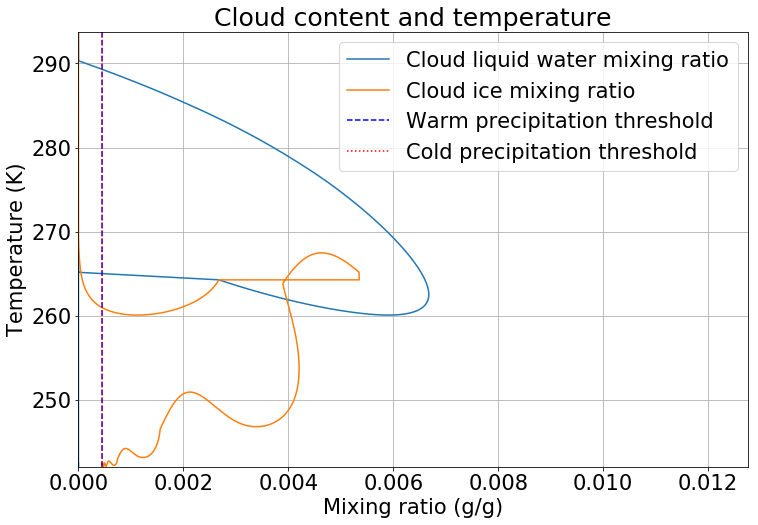 Cloud content and temperature
Cloud liquid water mixing ratio
Cloud ice mixing ratio
Warm precipitation threshold
Cold precipitation threshold
Temperature (K)
290
280
270
260
250
0.000 0.002 0.004 0.006 0.008 0.010 0.012
Mixing ratio (g/g)